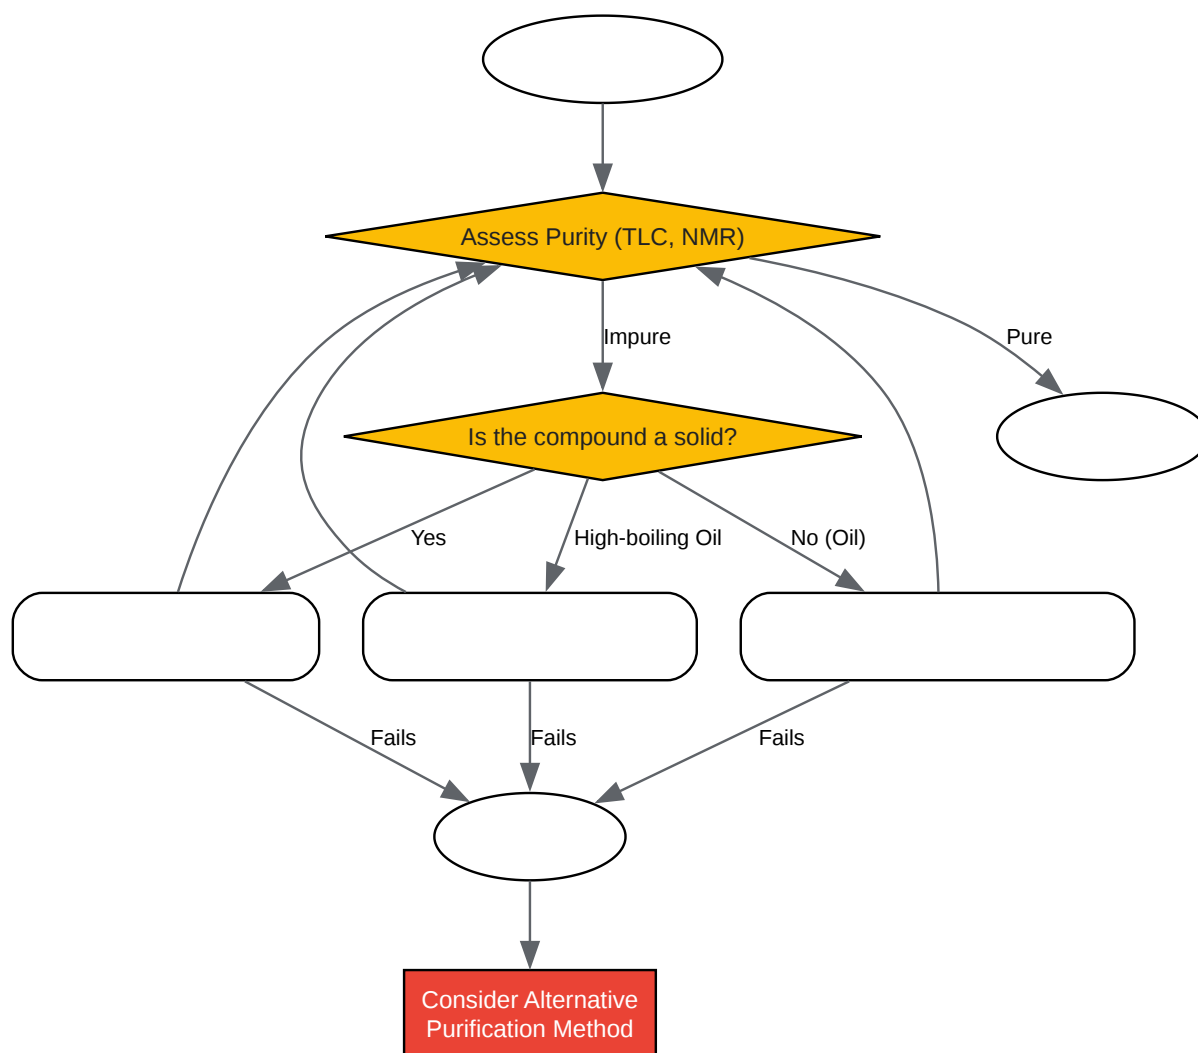 Assess Purity (TLC, NMR)
Impure
Pure
Is the compound a solid?
Yes
High-boiling Oil
No (Oil)
Fails
Fails
Fails
Consider Alternative
Purification Method